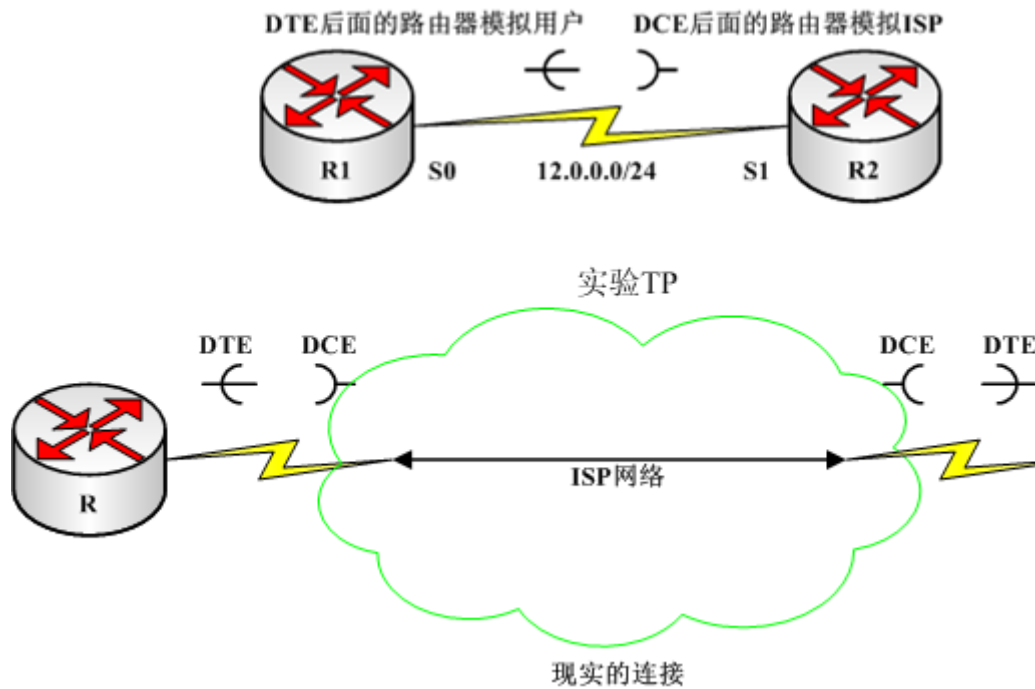 DTE后面的路由器模拟用户 DCE后面的路由器模拟ISP
R1 S0 12.0.0.0/24 S1 R2
实验TP
DTE DCE DCE DTE
R
ISP网络
现实的连接